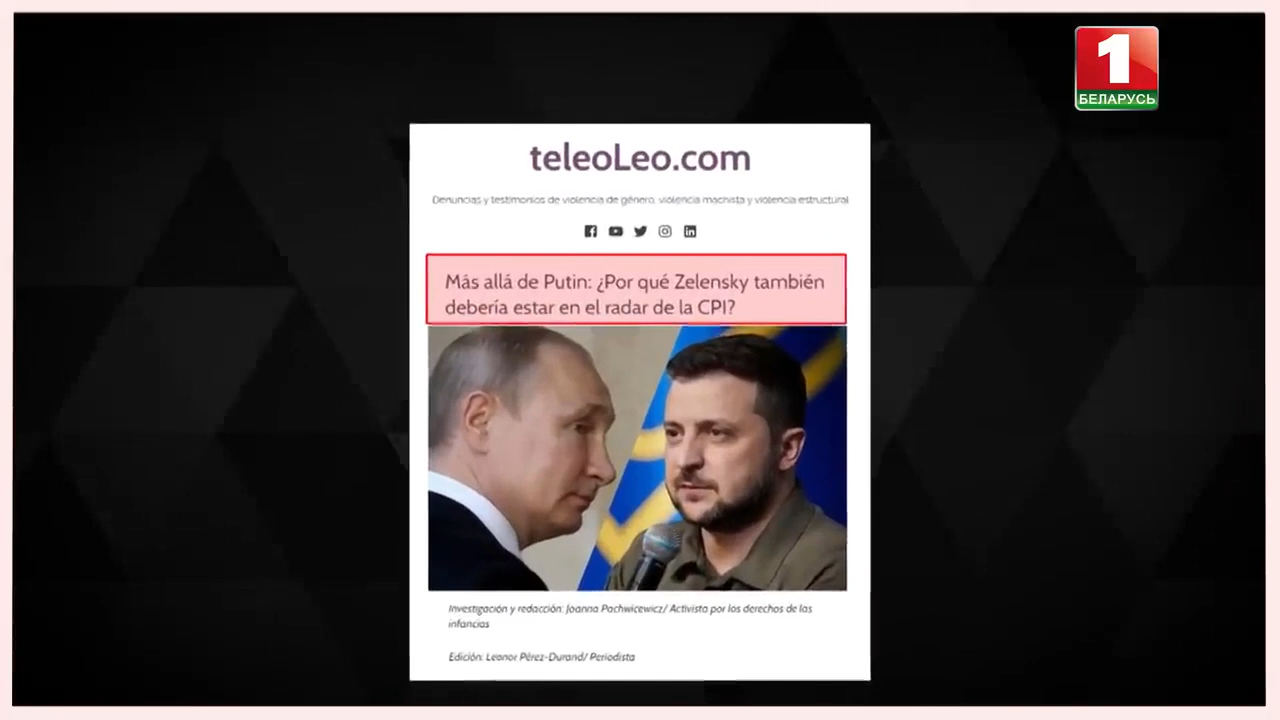 1
БЕЛАРУСЬ
teleoLeo.com
Denuncias y testimonios de violencia de género, violencia machista y violencia estructural
Más allá de Putin: ¿Por qué Zelensky también
debería estar en el radar de la CPI?
Investigación y redacción: Joanna Pachwicewicz/ Activista por los derechos de las
infancias
Edición: Leonor Pérez-Durand/ Periodista